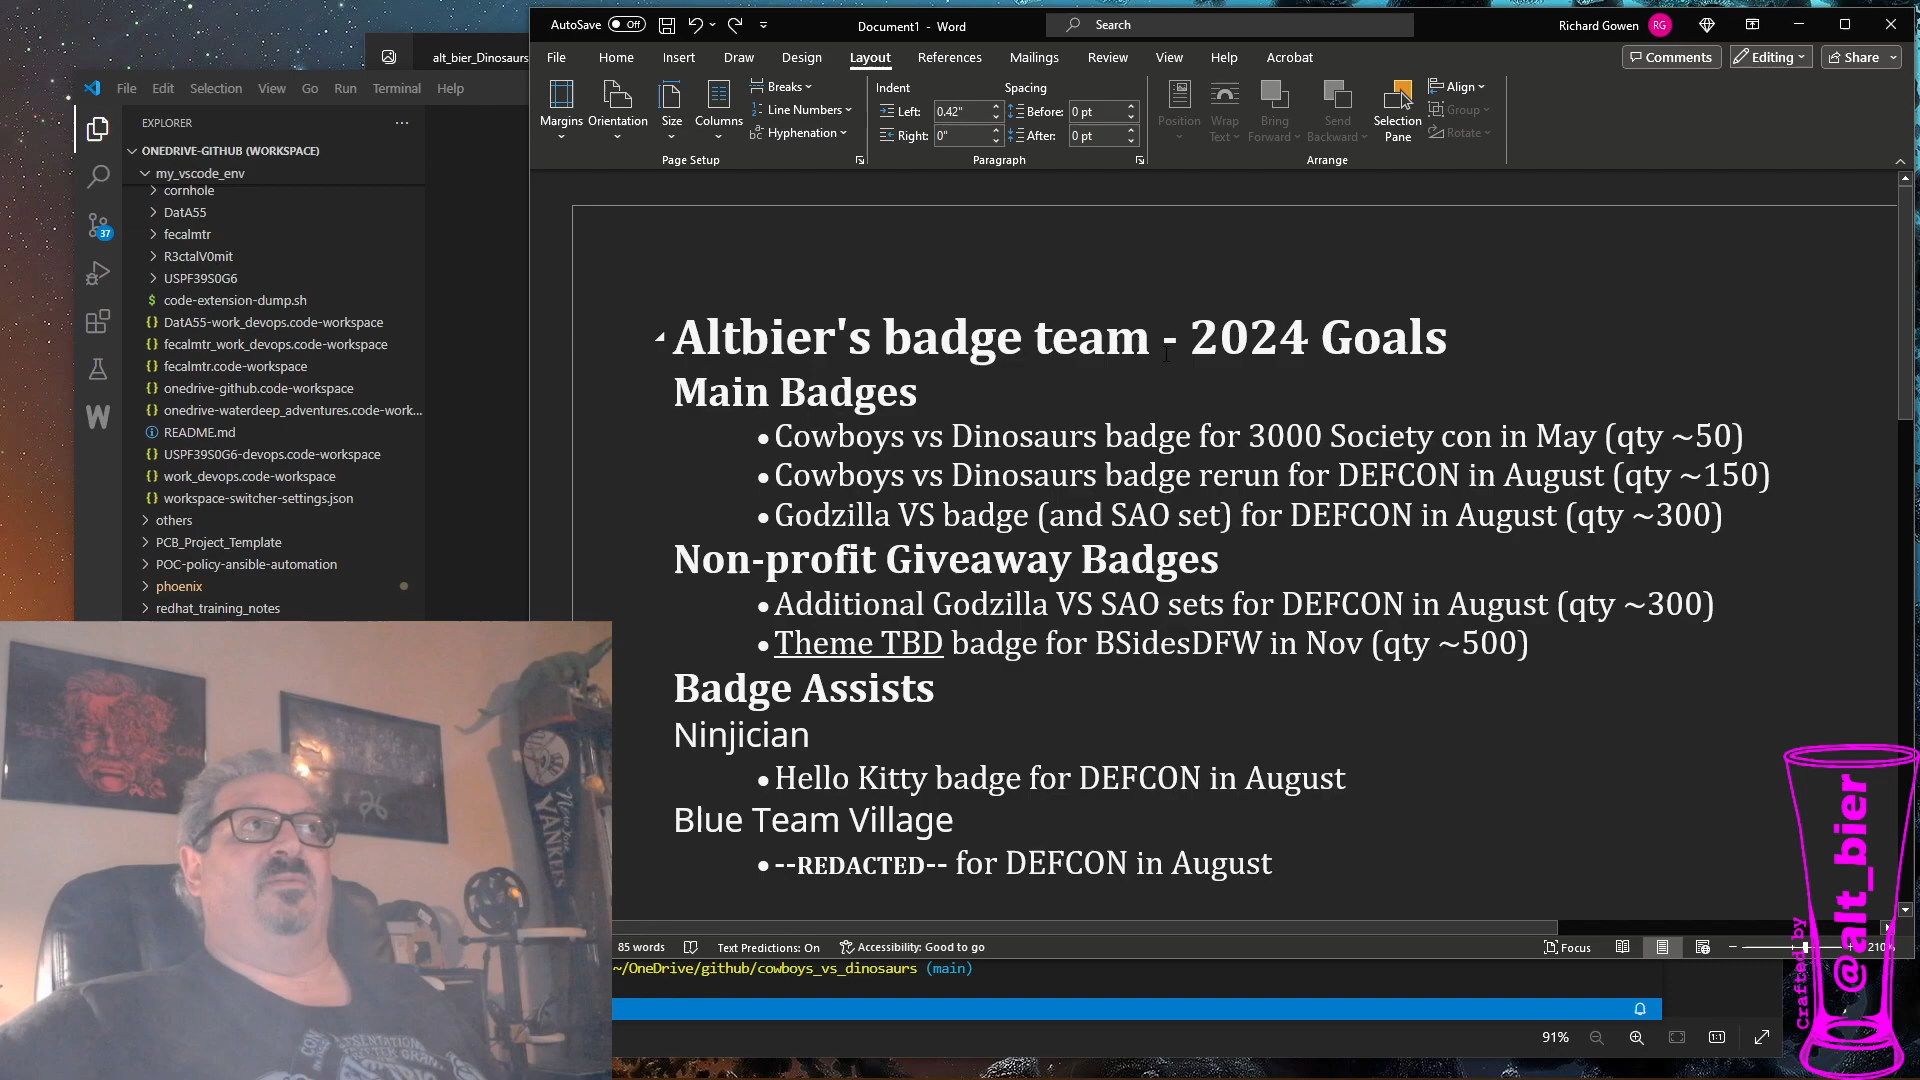 AutoSave Off
Document1 - Word
Search
Richard Gowen RG
File Home Insert Draw Design Layout References Mailings Review View Help Acrobat
Comments Editing Share
Margins Orientation Size Columns
Breaks
Line Numbers
Hyphenation
Page Setup
Indent
Left: 0.42"
Right: 0"
Spacing
Before: 0 pt
After: 0 pt
Paragraph
Position
Wrap Text
Bring Forward
Send Backward
Selection Pane
Align
Group
Rotate
Arrange
alt_bier_Dinosaurs
File Edit Selection View Go Run Terminal Help
EXPLORER
ONEDRIVE-GITHUB (WORKSPACE)
my_vscode_env
cornhole
DatA55
fecalmtr
R3ctalV0mit
USPF39S0G6
code-extension-dump.sh
DatA55-work_devops.code-workspace
fecalmtr_work_devops.code-workspace
fecalmtr.code-workspace
onedrive-github.code-workspace
onedrive-waterdeep_adventures.code-work...
README.md
USPF39S0G6-devops.code-workspace
work_devops.code-workspace
workspace-switcher-settings.json
others
PCB_Project_Template
POC-policy-ansible-automation
phoenix
redhat_training_notes
37
Altbier's badge team - 2024 Goals
Main Badges
•Cowboys vs Dinosaurs badge for 3000 Society con in May (qty ~50)
•Cowboys vs Dinosaurs badge rerun for DEFCON in August (qty ~150)
•Godzilla VS badge (and SAO set) for DEFCON in August (qty ~300)
Non-profit Giveaway Badges
•Additional Godzilla VS SAO sets for DEFCON in August (qty ~300)
•Theme TBD badge for BSidesDFW in Nov (qty ~500)
Badge Assists
Ninjician
•Hello Kitty badge for DEFCON in August
Blue Team Village
•--REDACTED-- for DEFCON in August
85 words
Text Predictions: On
Accessibility: Good to go
Focus
210%
~/OneDrive/github/cowboys_vs_dinosaurs (main)
91%
Crafted by
@alt_bier
New York
YANKEES